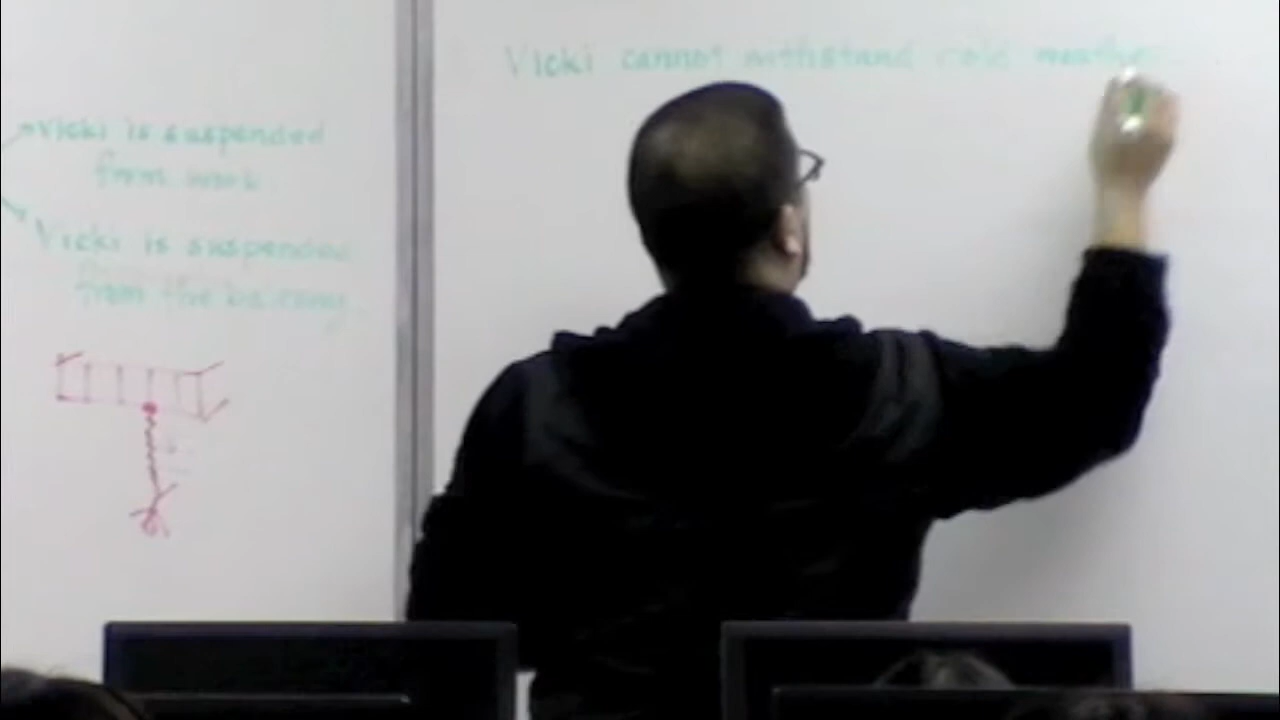 Vicki is suspended
from work
Vicki is suspended
from the balcony
Vicki cannot withstand cold weather